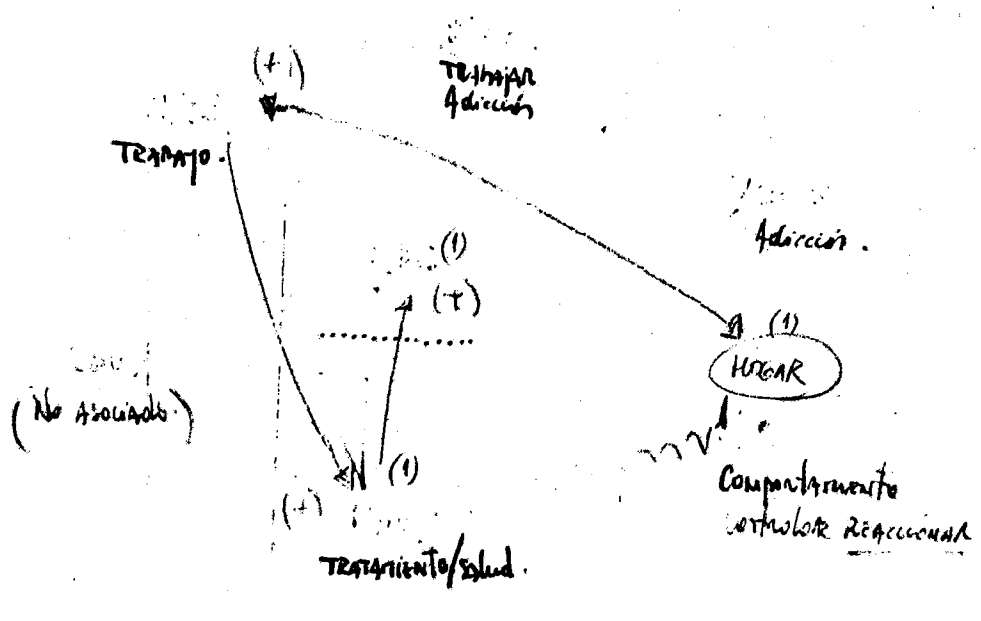 (+)
TRABAJAR
Adicción
TRABAJO.
Adicción.
(1)
(+)
(1)
HOGAR
(No ASOCIADO)
N (1)
(+)
Comportamiento
CONTROLAR REACCIONAR
TRATAMIENTO/salud.